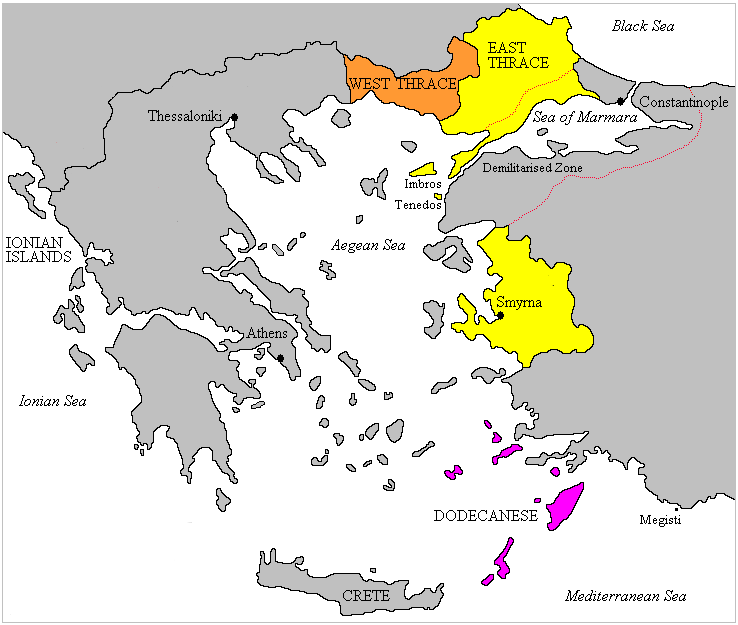 Black Sea
EAST
THRACE
WEST THRACE
Constantinople
Thessaloniki
Sea of Marmara
Demilitarised Zone
Imbros
Tenedos
IONIAN
ISLANDS
Aegean Sea
Smyrna
Athens
Ionian Sea
DODECANESE
Megisti
CRETE
Mediterranean Sea